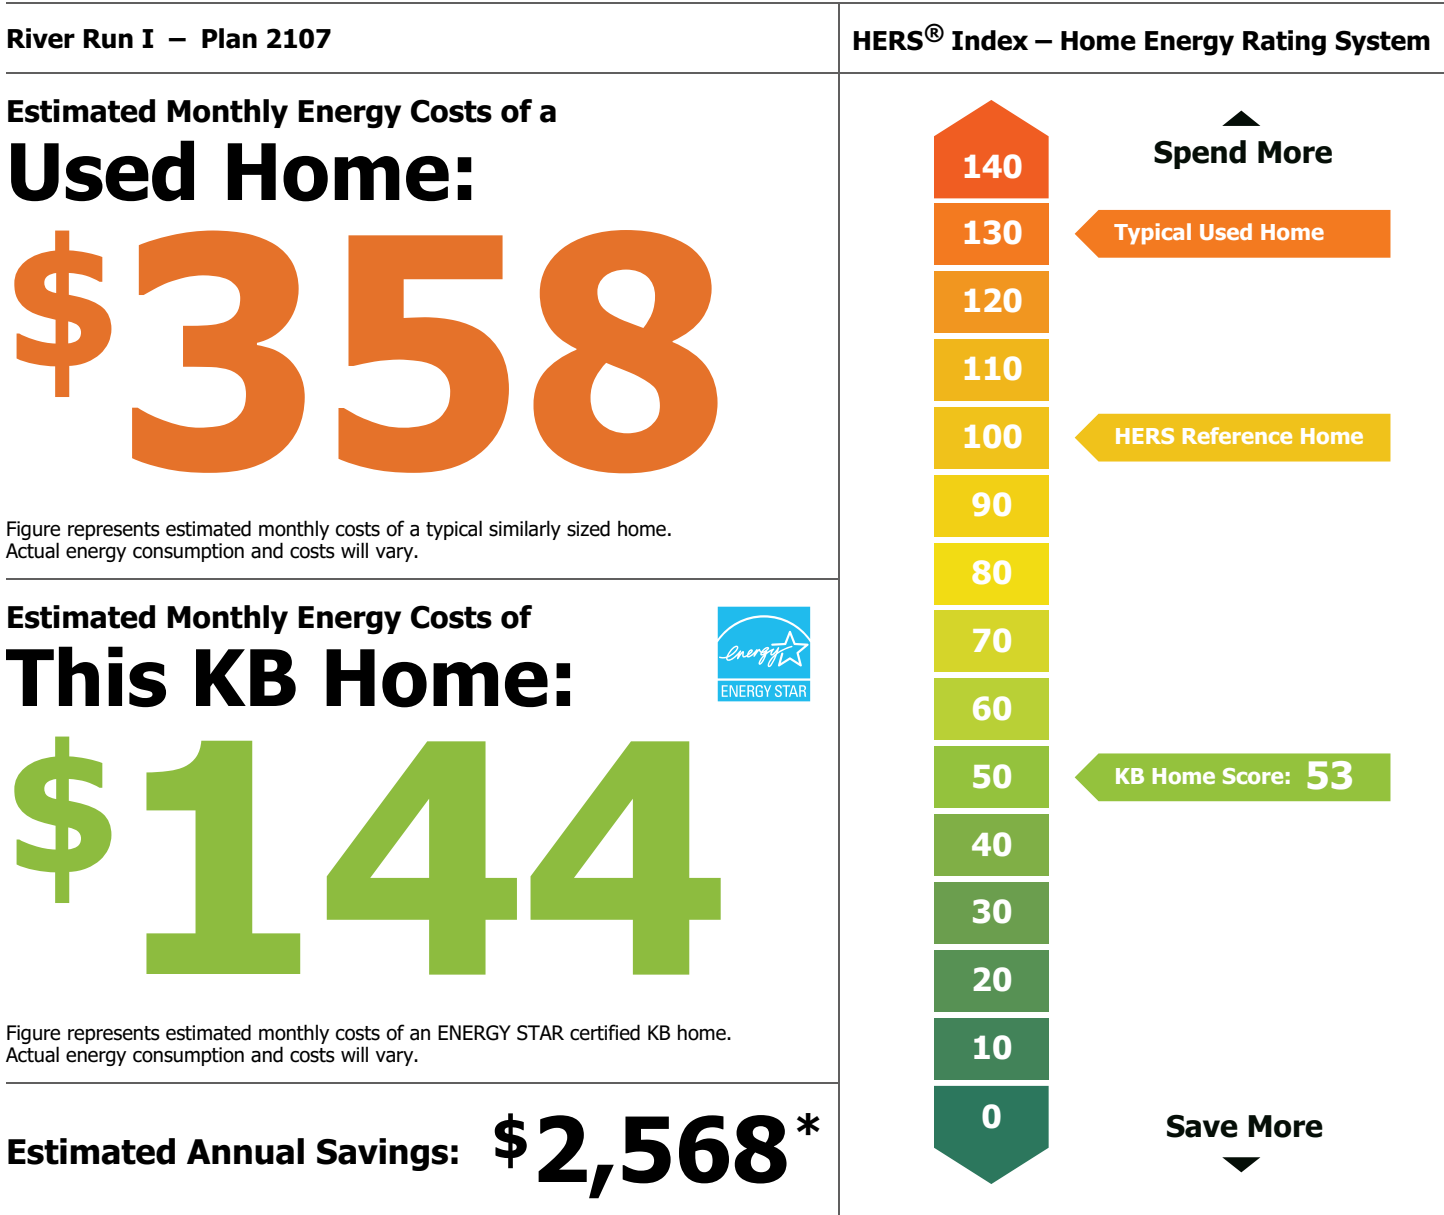 River Run I – Plan 2107
Estimated Monthly Energy Costs of a
Used Home:
$358
Figure represents estimated monthly costs of a typical similarly sized home.
Actual energy consumption and costs will vary.
Estimated Monthly Energy Costs of
This KB Home:
energy
ENERGY STAR
$144
Figure represents estimated monthly costs of an ENERGY STAR certified KB home.
Actual energy consumption and costs will vary.
Estimated Annual Savings: $2,568*
HERS® Index – Home Energy Rating System
Spend More
140
130 Typical Used Home
120
110
100 HERS Reference Home
90
80
70
60
50 KB Home Score: 53
40
30
20
10
0
Save More